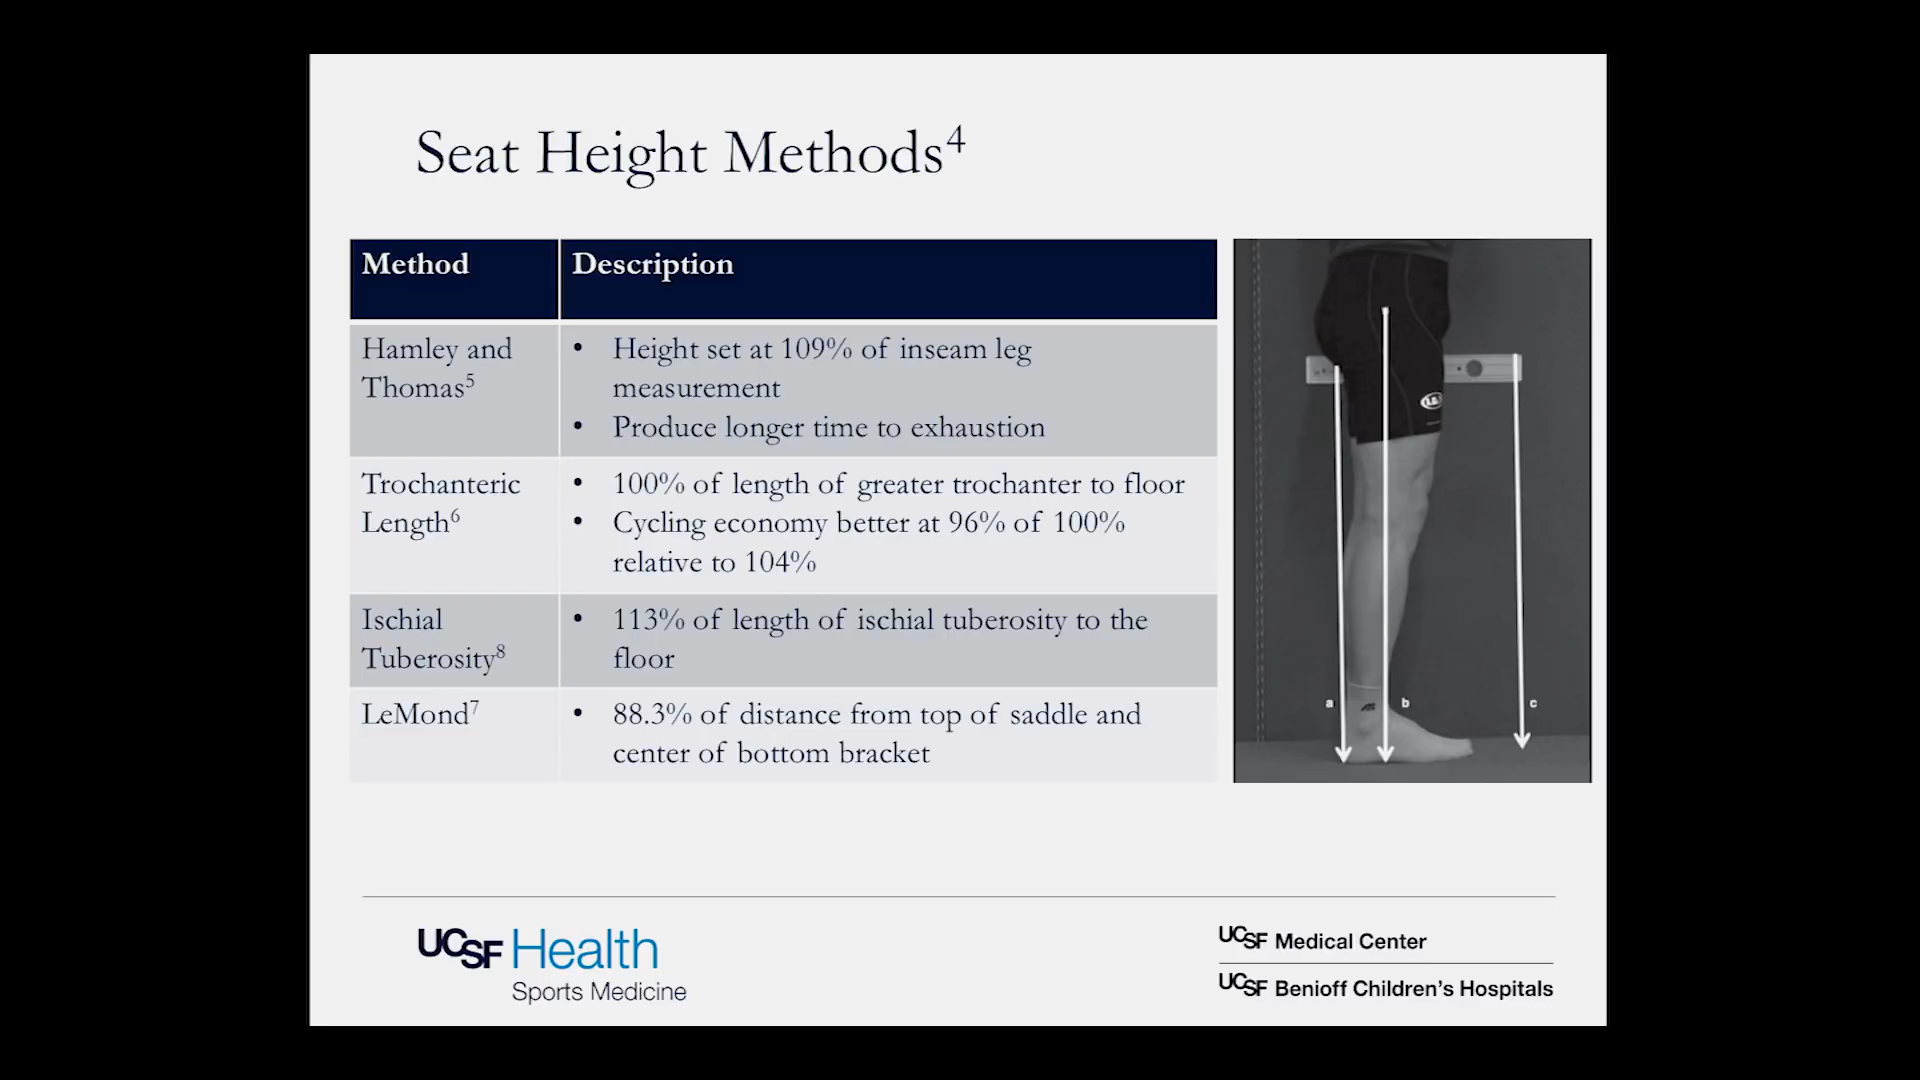 Seat Height Methods4
Method
Description
Hamley and
Thomas5
• Height set at 109% of inseam leg
measurement
• Produce longer time to exhaustion
Trochanteric
Length6
• 100% of length of greater trochanter to floor
• Cycling economy better at 96% of 100%
relative to 104%
Ischial
Tuberosity8
• 113% of length of ischial tuberosity to the
floor
LeMond7
• 88.3% of distance from top of saddle and
center of bottom bracket
a
b
c
UCSF Health
Sports Medicine
UCSF Medical Center
UCSF Benioff Children's Hospitals